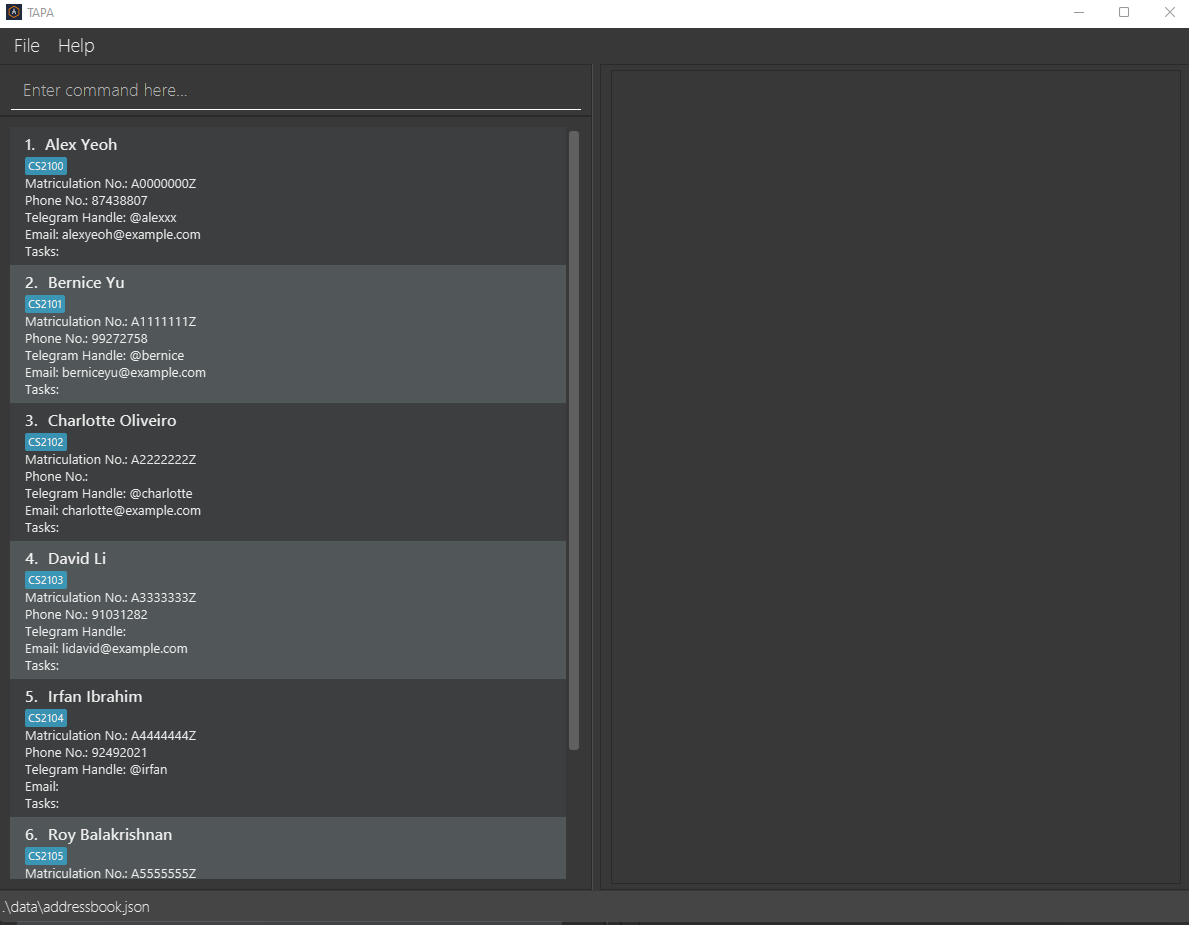 TAPA
File Help
Enter command here...
1. Alex Yeoh
CS2100
Matriculation No.: A0000000Z
Phone No.: 87438807
Telegram Handle: @alexxx
Email: alexyeoh@example.com
Tasks:
2. Bernice Yu
CS2101
Matriculation No.: A1111111Z
Phone No.: 99272758
Telegram Handle: @bernice
Email: berniceyu@example.com
Tasks:
3. Charlotte Oliveiro
CS2102
Matriculation No.: A2222222Z
Phone No.:
Telegram Handle: @charlotte
Email: charlotte@example.com
Tasks:
4. David Li
CS2103
Matriculation No.: A3333333Z
Phone No.: 91031282
Telegram Handle:
Email: lidavid@example.com
Tasks:
5. Irfan Ibrahim
CS2104
Matriculation No.: A4444444Z
Phone No.: 92492021
Telegram Handle: @irfan
Email:
Tasks:
6. Roy Balakrishnan
CS2105
Matriculation No.: A5555555Z
.\data\addressbook.json